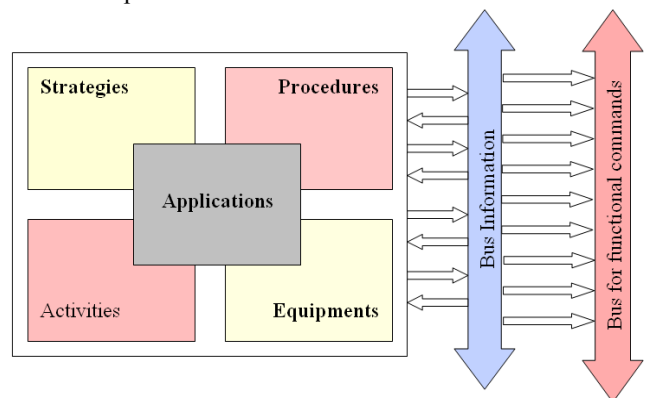 Strategies
Procedures
Applications
Activities
Equipments
Bus Information
Bus for functional commands